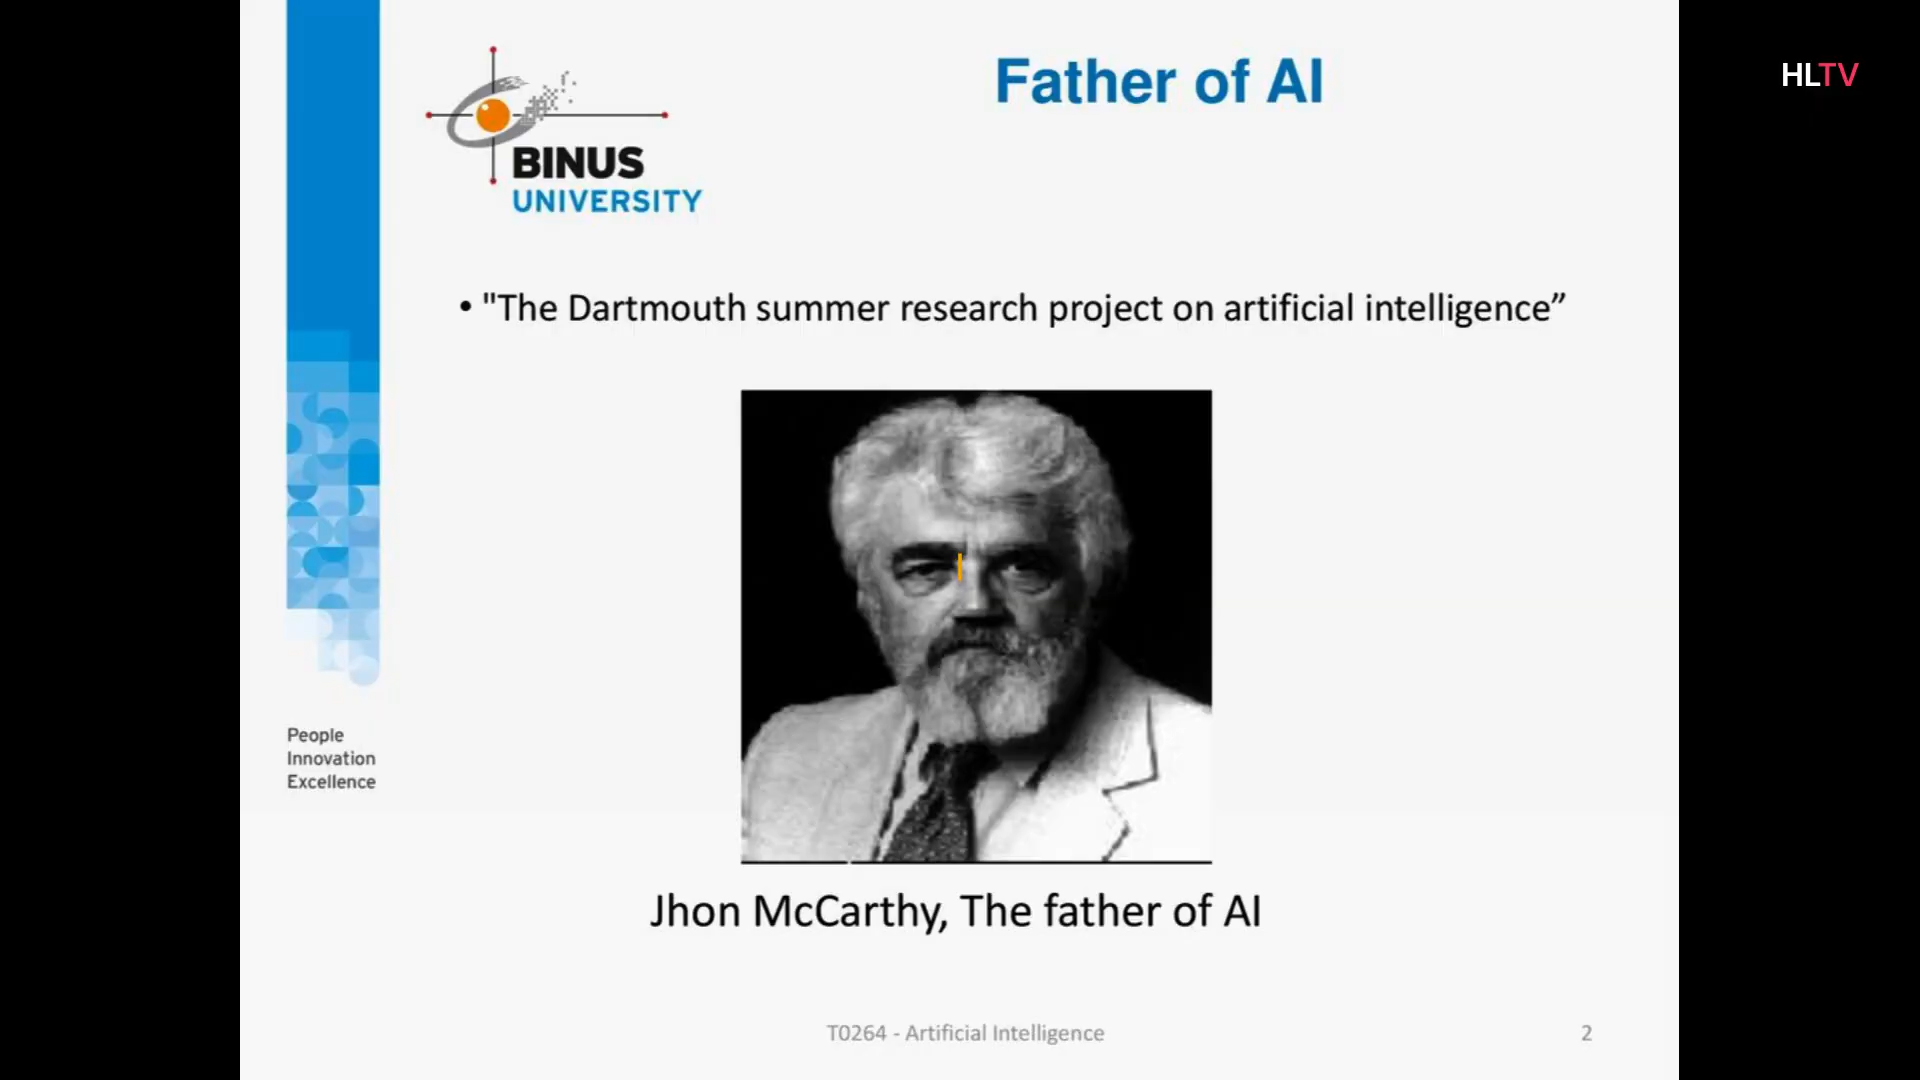 Father of AI
HLTV
BINUS
UNIVERSITY
• "The Dartmouth summer research project on artificial intelligence”
People
Innovation
Excellence
Jhon McCarthy, The father of AI
T0264 - Artificial Intelligence
2